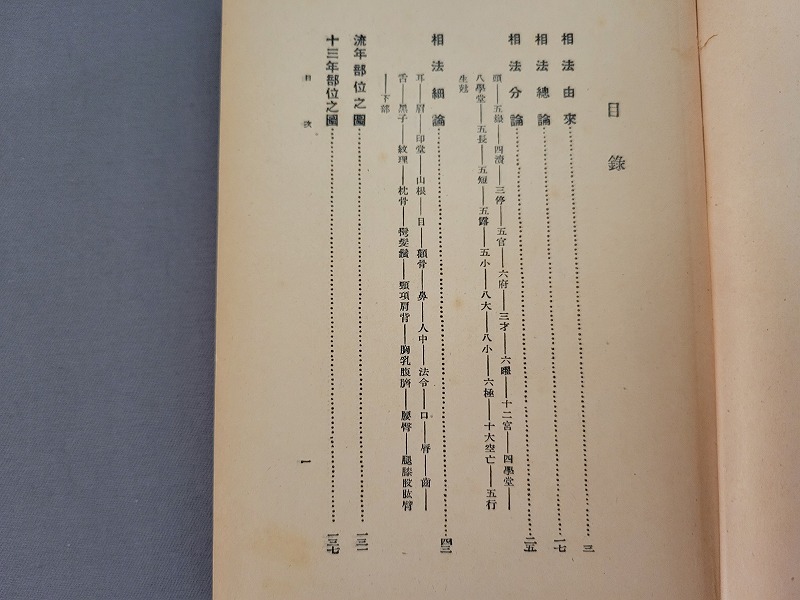 目錄
相法由來……三
相法總論……一七
相法分論……二五
頭——五嶽——四瀆——三停——五官——六府——三才——六曜——十二宮——四學堂——
八學堂——五長——五短——五露——五小——八大——八小——六極——十大空亡——五行
生尅
相法細論……四三
耳——眉——印堂——山根——目——顴骨——鼻——人中——法令——口——唇——齒——
舌——黑子——紋理——枕骨——鬢髮鬚——頸項肩背——胸乳腹臍——腰臀——腿膝股肱臂
——下部
流年部位之圖……一三一
十三年部位之圖……一三七
目次
一